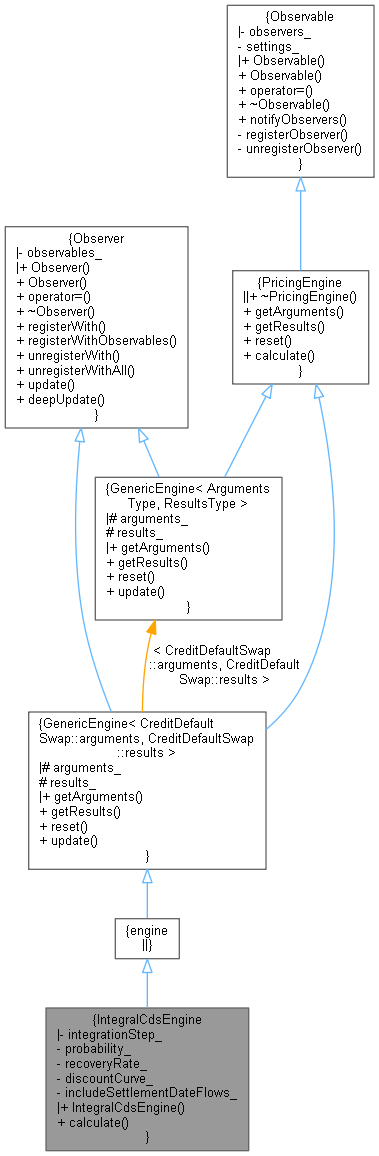 {Observable
|- observers_
- settings_
|+ Observable()
+ Observable()
+ operator=()
+ ~Observable()
+ notifyObservers()
- registerObserver()
- unregisterObserver()
}
{Observer
|- observables_
|+ Observer()
+ Observer()
+ operator=()
+ ~Observer()
+ registerWith()
+ registerWithObservables()
+ unregisterWith()
+ unregisterWithAll()
+ update()
+ deepUpdate()
}
{PricingEngine
||+ ~PricingEngine()
+ getArguments()
+ getResults()
+ reset()
+ calculate()
}
{GenericEngine< Arguments
Type, ResultsType >
|# arguments_
# results_
|+ getArguments()
+ getResults()
+ reset()
+ update()
}
< CreditDefaultSwap
::arguments, CreditDefault
Swap::results >
{GenericEngine< CreditDefault
Swap::arguments, CreditDefaultSwap
::results >
|# arguments_
# results_
|+ getArguments()
+ getResults()
+ reset()
+ update()
}
{engine
||}
{IntegralCdsEngine
|- integrationStep_
- probability_
- recoveryRate_
- discountCurve_
- includeSettlementDateFlows_
|+ IntegralCdsEngine()
+ calculate()
}